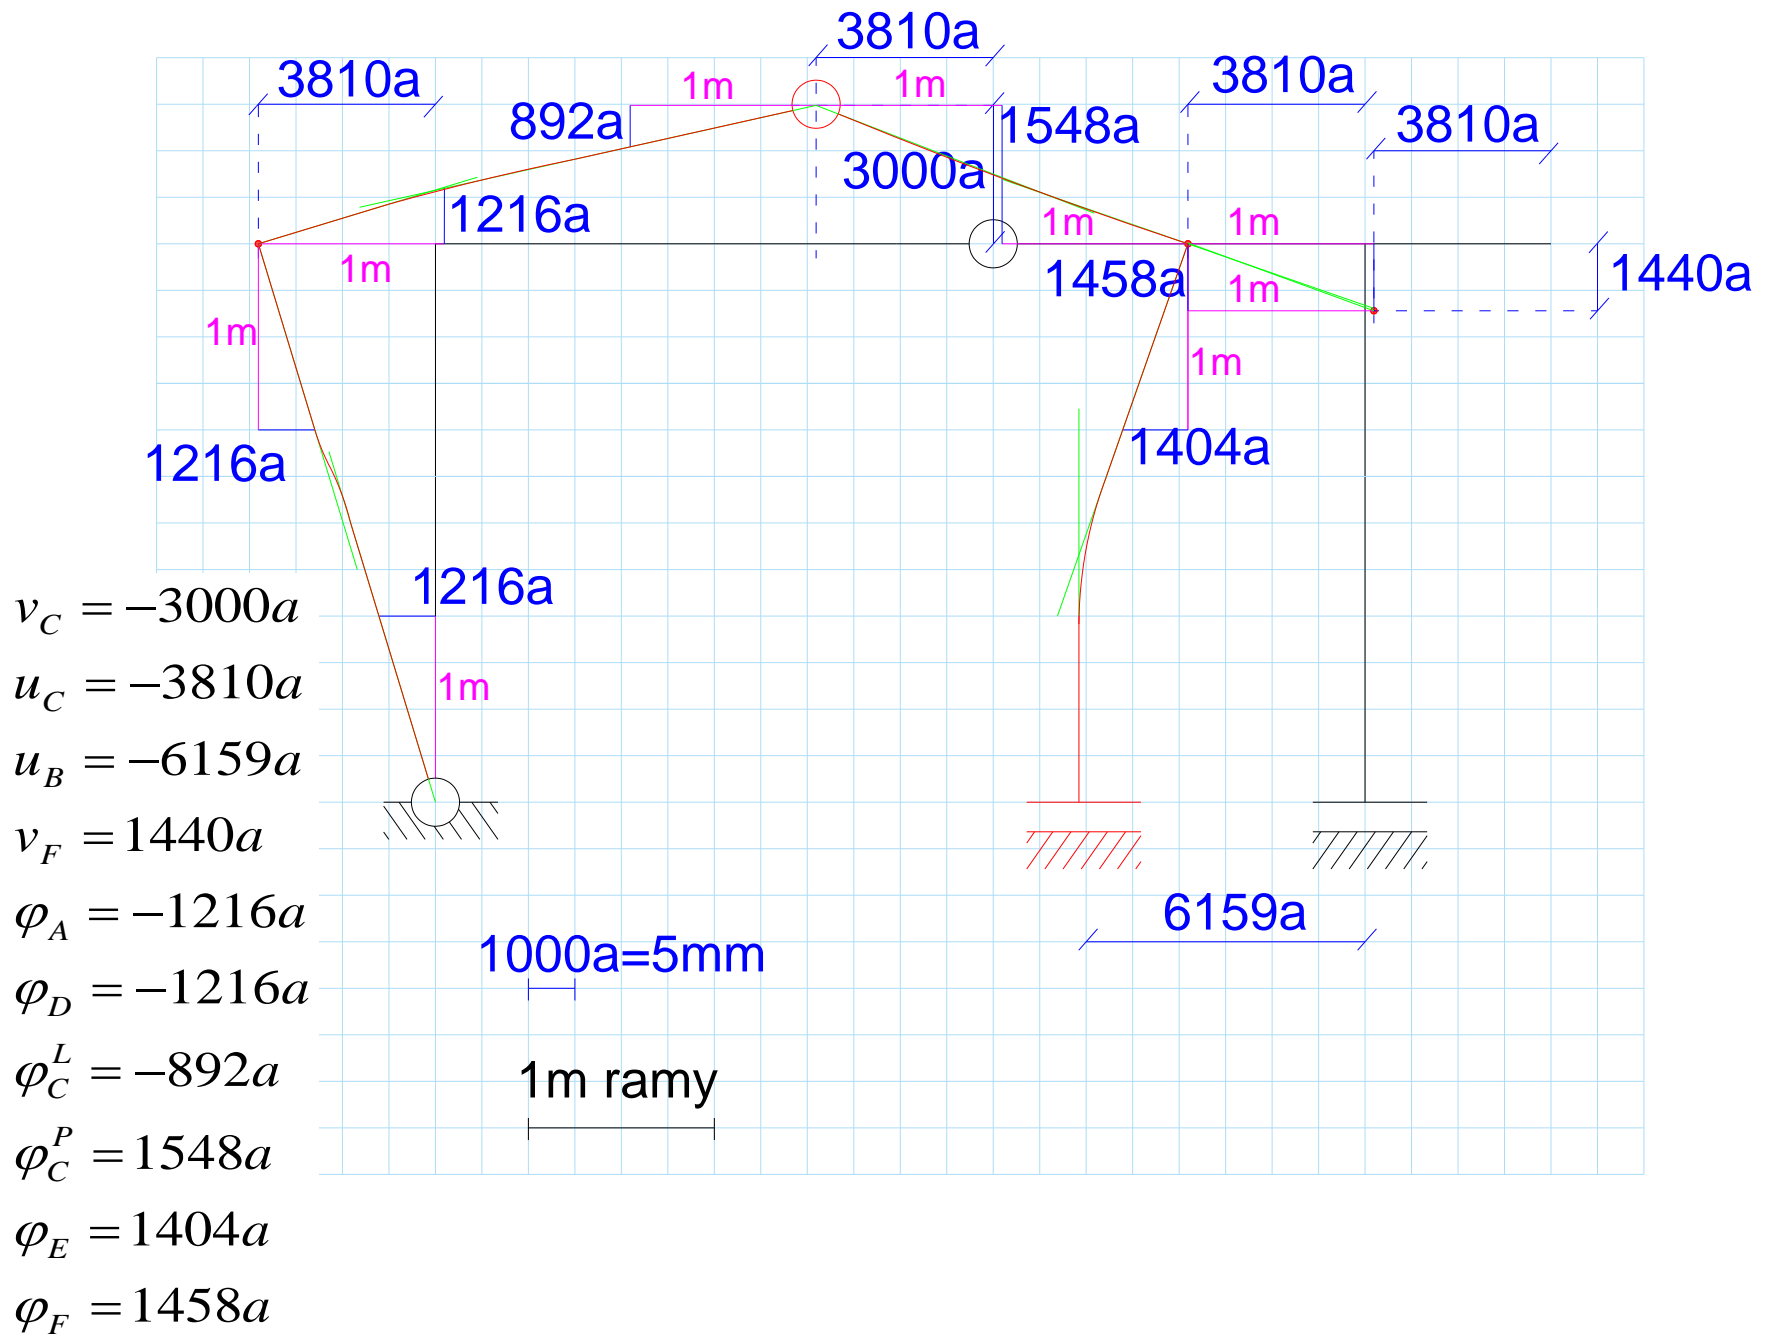 3810a
3810a
3810a
1m
1m
892a
1548a
3810a
3000a
1216a
1m
1m
1m
1458a
1m
1440a
1m
1m
1216a
1404a
1216a
1m
v_C = −3000a
u_C = −3810a
u_B = −6159a
v_F = 1440a
φ_A = −1216a
φ_D = −1216a
φ_C^L = −892a
φ_C^P = 1548a
φ_E = 1404a
φ_F = 1458a
6159a
1000a=5mm
1m ramy